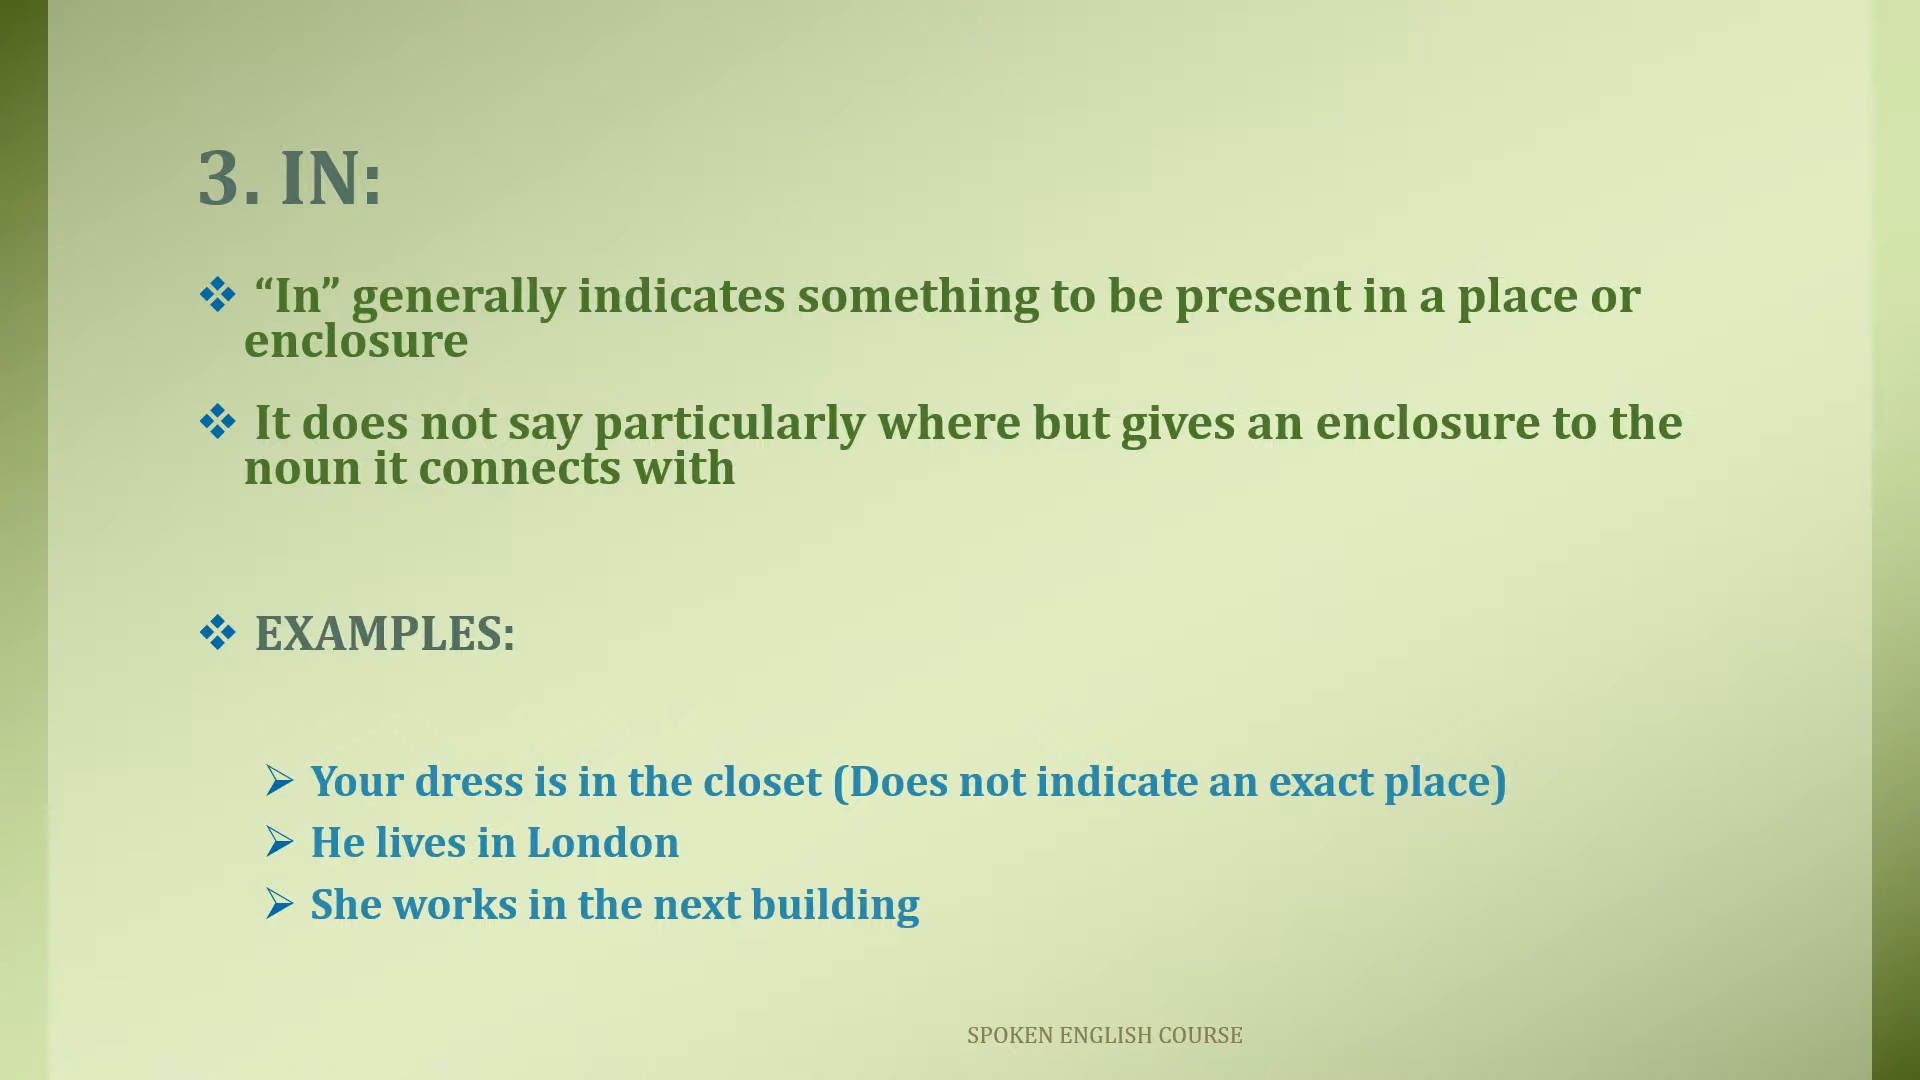 3. IN:
“In” generally indicates something to be present in a place or
enclosure
It does not say particularly where but gives an enclosure to the
noun it connects with
EXAMPLES:
Your dress is in the closet (Does not indicate an exact place)
He lives in London
She works in the next building
SPOKEN ENGLISH COURSE